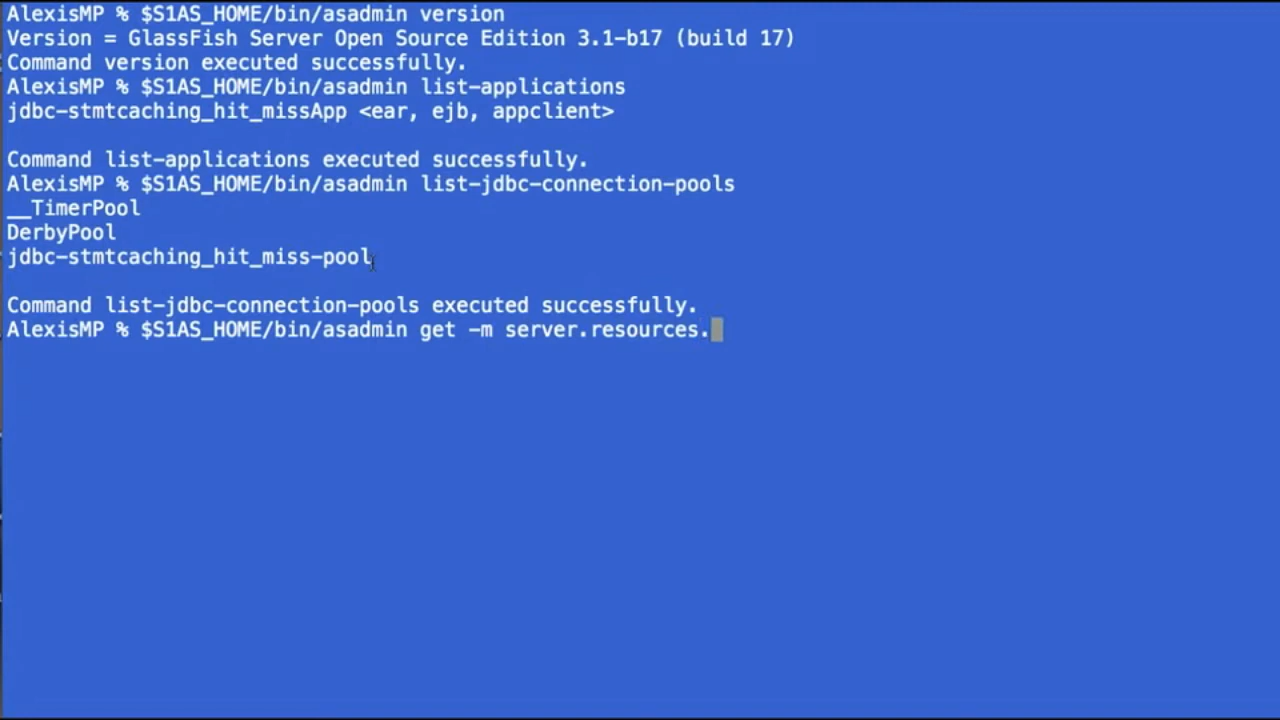 AlexisMP % $S1AS_HOME/bin/asadmin version
Version = GlassFish Server Open Source Edition 3.1-b17 (build 17)
Command version executed successfully.
AlexisMP % $S1AS_HOME/bin/asadmin list-applications
jdbc-stmtcaching_hit_missApp <ear, ejb, appclient>
Command list-applications executed successfully.
AlexisMP % $S1AS_HOME/bin/asadmin list-jdbc-connection-pools
__TimerPool
DerbyPool
jdbc-stmtcaching_hit_miss-pool
Command list-jdbc-connection-pools executed successfully.
AlexisMP % $S1AS_HOME/bin/asadmin get -m server.resources.